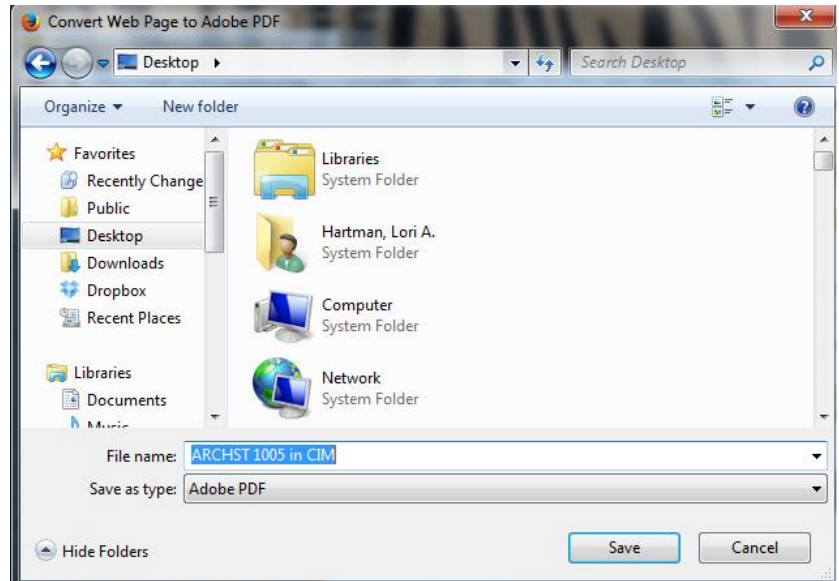 Convert Web Page to Adobe PDF
Desktop
Search Desktop
Organize
New folder
Favorites
Recently Change
Public
Desktop
Downloads
Dropbox
Recent Places
Libraries
Documents
Music
Libraries
System Folder
Hartman, Lori A.
System Folder
Computer
System Folder
Network
System Folder
File name: ARCHST 1005 in CIM
Save as type: Adobe PDF
Hide Folders
Save
Cancel